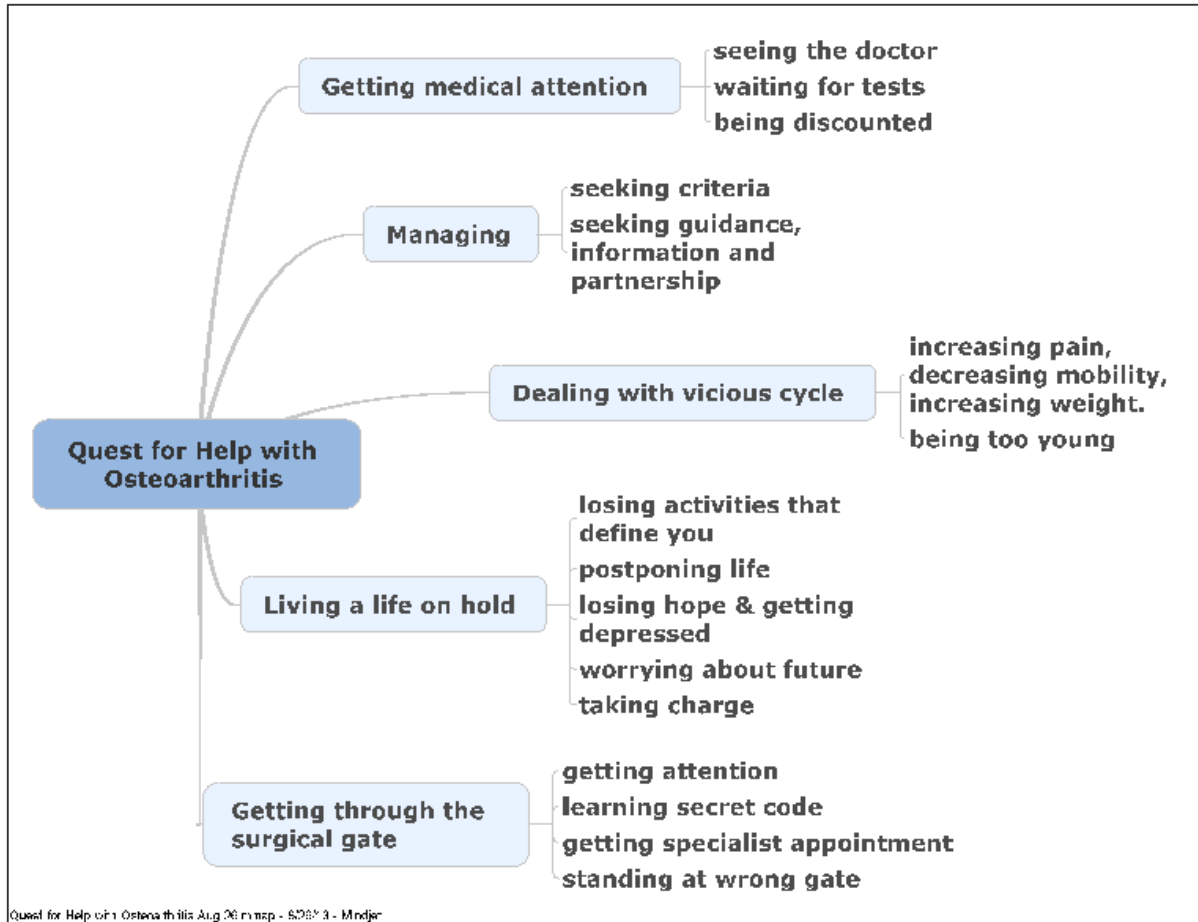 Getting medical attention
seeing the doctor
waiting for tests
being discounted
Managing
seeking criteria
seeking guidance,
information and
partnership
Dealing with vicious cycle
increasing pain,
decreasing mobility,
increasing weight.
being too young
Quest for Help with
Osteoarthritis
Living a life on hold
losing activities that
define you
postponing life
losing hope & getting
depressed
worrying about future
taking charge
Getting through the
surgical gate
getting attention
learning secret code
getting specialist appointment
standing at wrong gate
Quest for Help with Osteoarthritis Aug 26 mmap - - Mindjet